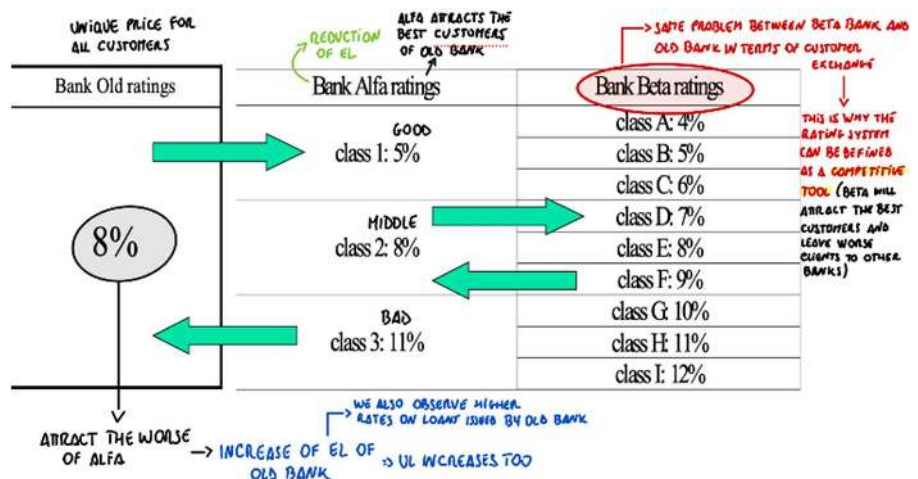 UNIQUE PRICE FOR
ALL CUSTOMERS
REDUCTION
OF EL
ALFA ATTRACTS THE
BEST CUSTOMERS
OF OLD BANK
SAME PROBLEM BETWEEN BETA BANK AND
OLD BANK IN TERMS OF CUSTOMER
EXCHANGE
Bank Old ratings
Bank Alfa ratings
Bank Beta ratings
8%
GOOD
class 1: 5%
MIDDLE
class 2: 8%
BAD
class 3: 11%
class A: 4%
class B: 5%
class C: 6%
class D: 7%
class E: 8%
class F: 9%
class G: 10%
class H: 11%
class I: 12%
THIS IS WHY THE
RATING SYSTEM
CAN BE DEFINED
AS A COMPETITIVE
TOOL (BETA WILL
ATTRACT THE BEST
CUSTOMERS AND
LEAVE WORSE
CLIENTS TO OTHER
BANKS)
ATTRACT THE WORSE
OF ALFA
→ INCREASE OF EL OF
OLD BANK
WE ALSO OBSERVE HIGHER
RATES ON LOANT ISSUED BY OLD BANK
⇒ UL INCREASES TOO